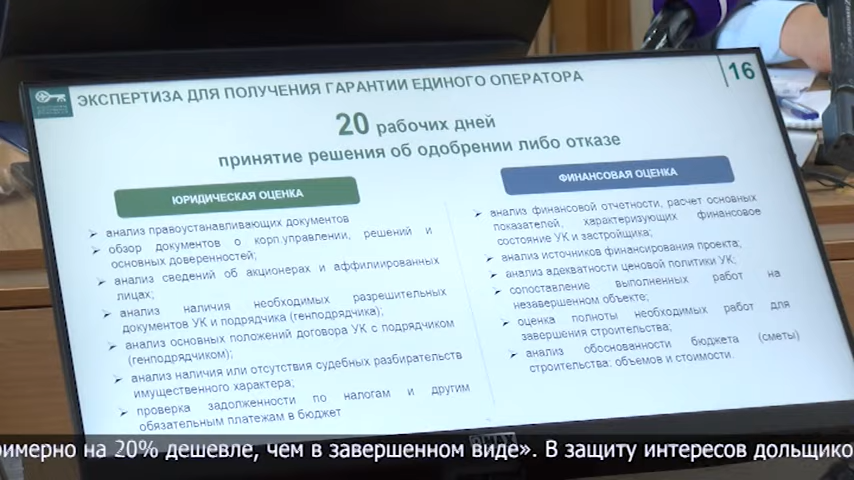 ЭКСПЕРТИЗА ДЛЯ ПОЛУЧЕНИЯ ГАРАНТИИ ЕДИНОГО ОПЕРАТОРА
16
20 рабочих дней
принятие решения об одобрении либо отказе
ЮРИДИЧЕСКАЯ ОЦЕНКА
анализ правоустанавливающих документов
обзор документов о корп.управлении, решений и
основных доверенностей;
анализ сведений об акционерах и аффилиированных
лицах;
анализ наличия необходимых разрешительных
документов УК и подрядчика (генподрядчика);
анализ основных положений договора УК с подрядчиком
(генподрядчиком);
анализ наличия или отсутствия судебных разбирательств
имущественного характера;
проверка задолженности по налогам и другим
обязательным платежам в бюджет
ФИНАНСОВАЯ ОЦЕНКА
анализ финансовой отчетности, расчет основных
показателей, характеризующих финансовое
состояние УК и застройщика;
анализ источников финансирования проекта;
анализ адекватности ценовой политики УК;
сопоставление выполненных работ на
незавершенном объекте;
оценка полноты необходимых работ для
завершения строительства;
анализ обоснованности бюджета (сметы)
строительства: объемов и стоимости.
римерно на 20% дешевле, чем в завершенном виде». В защиту интересов дольщико